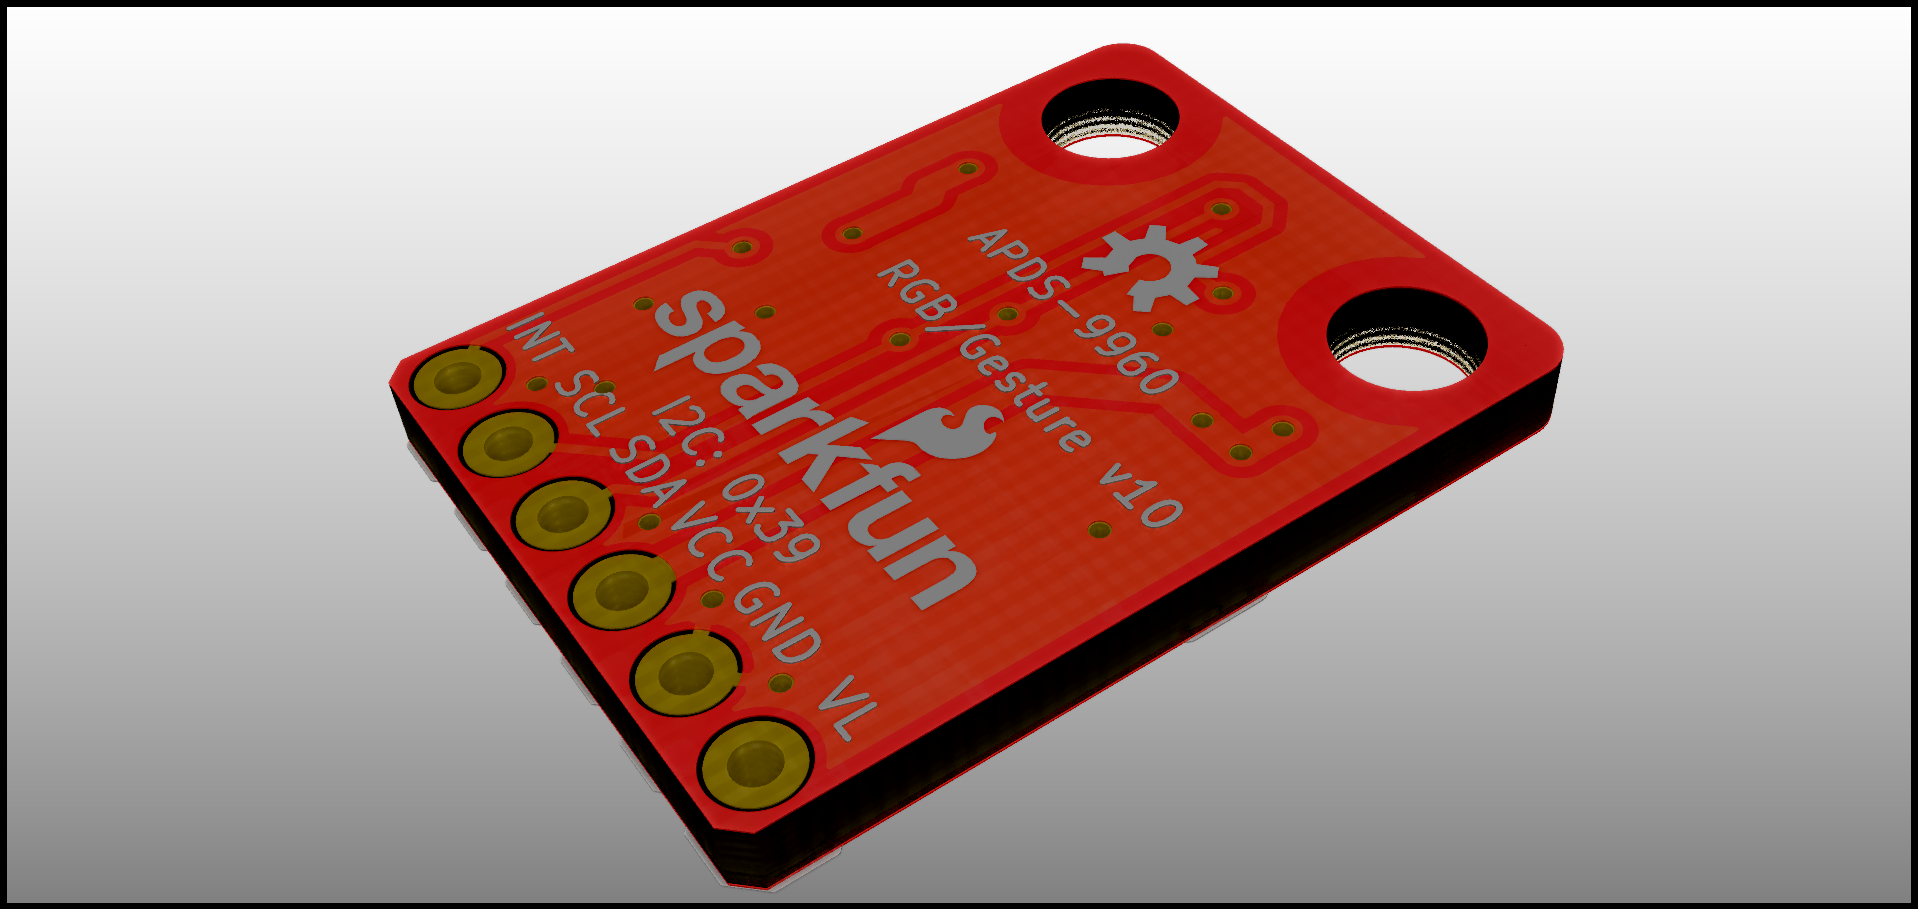 APDS-9960
RGB/Gesture v10
sparkfun
I2C: 0x39
INT SCL SDA VCC GND VL